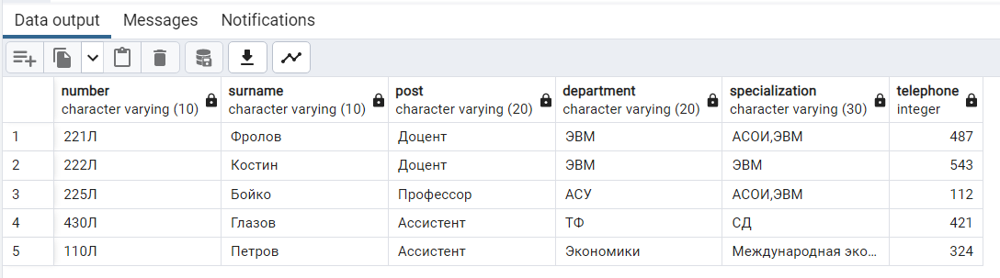 Data output Messages Notifications
number surname post department specialization telephone
character varying (10) character varying (10) character varying (20) character varying (20) character varying (30) integer
1 221Л Фролов Доцент ЭВМ АСОИ,ЭВМ 487
2 222Л Костин Доцент ЭВМ ЭВМ 543
3 225Л Бойко Профессор АСУ АСОИ,ЭВМ 112
4 430Л Глазов Ассистент ТФ СД 421
5 110Л Петров Ассистент Экономики Международная эко... 324